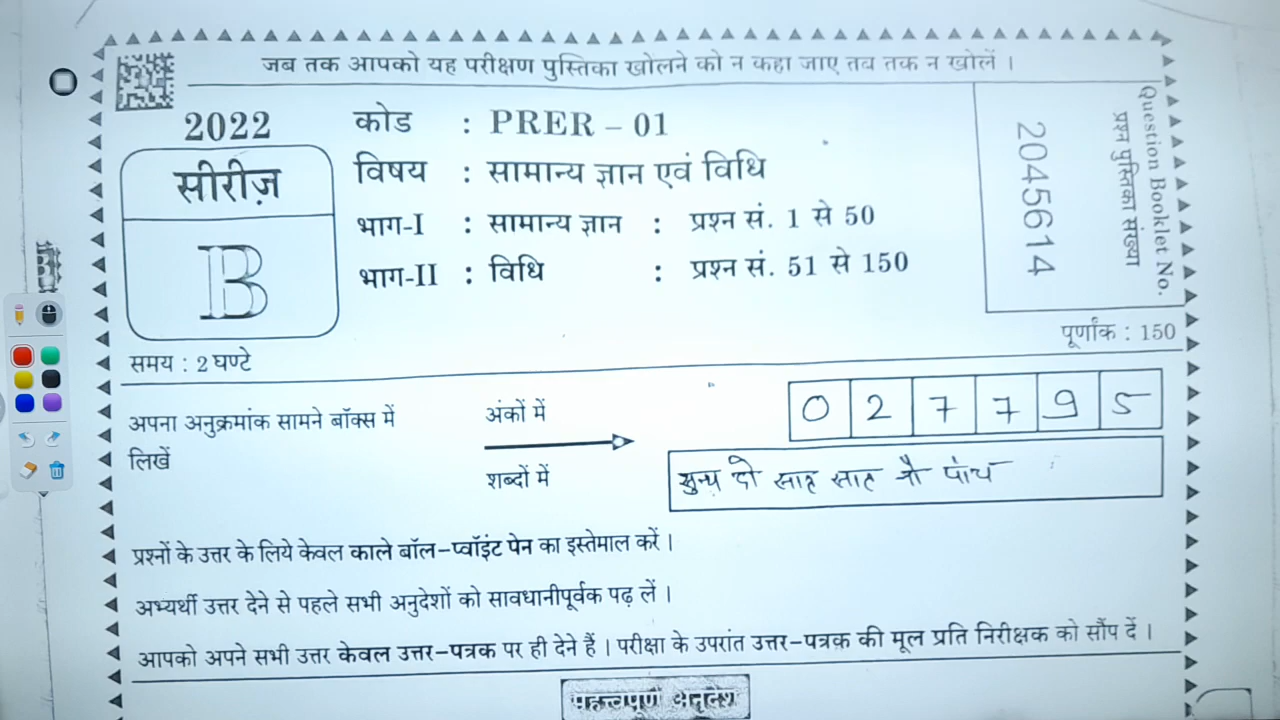 जब तक आपको यह परीक्षण पुस्तिका खोलने को न कहा जाए तब तक न खोलें ।
2022
सीरीज़
B
कोड : PRER – 01
विषय : सामान्य ज्ञान एवं विधि
भाग-I : सामान्य ज्ञान : प्रश्न सं. 1 से 50
भाग-II : विधि : प्रश्न सं. 51 से 150
Question Booklet No.
प्रश्न पुस्तिका संख्या
2045614
समय : 2 घण्टे
पूर्णांक : 150
अपना अनुक्रमांक सामने बॉक्स में
लिखें
अंकों में
0 2 7 7 9 5
शब्दों में
सुन्य दो सात सात नौ पांच
प्रश्नों के उत्तर के लिये केवल काले बॉल-प्वॉइंट पेन का इस्तेमाल करें ।
अभ्यर्थी उत्तर देने से पहले सभी अनुदेशों को सावधानीपूर्वक पढ़ लें ।
आपको अपने सभी उत्तर केवल उत्तर-पत्रक पर ही देने हैं । परीक्षा के उपरांत उत्तर-पत्रक की मूल प्रति निरीक्षक को सौंप दें ।
महत्त्वपूर्ण अनुदेश